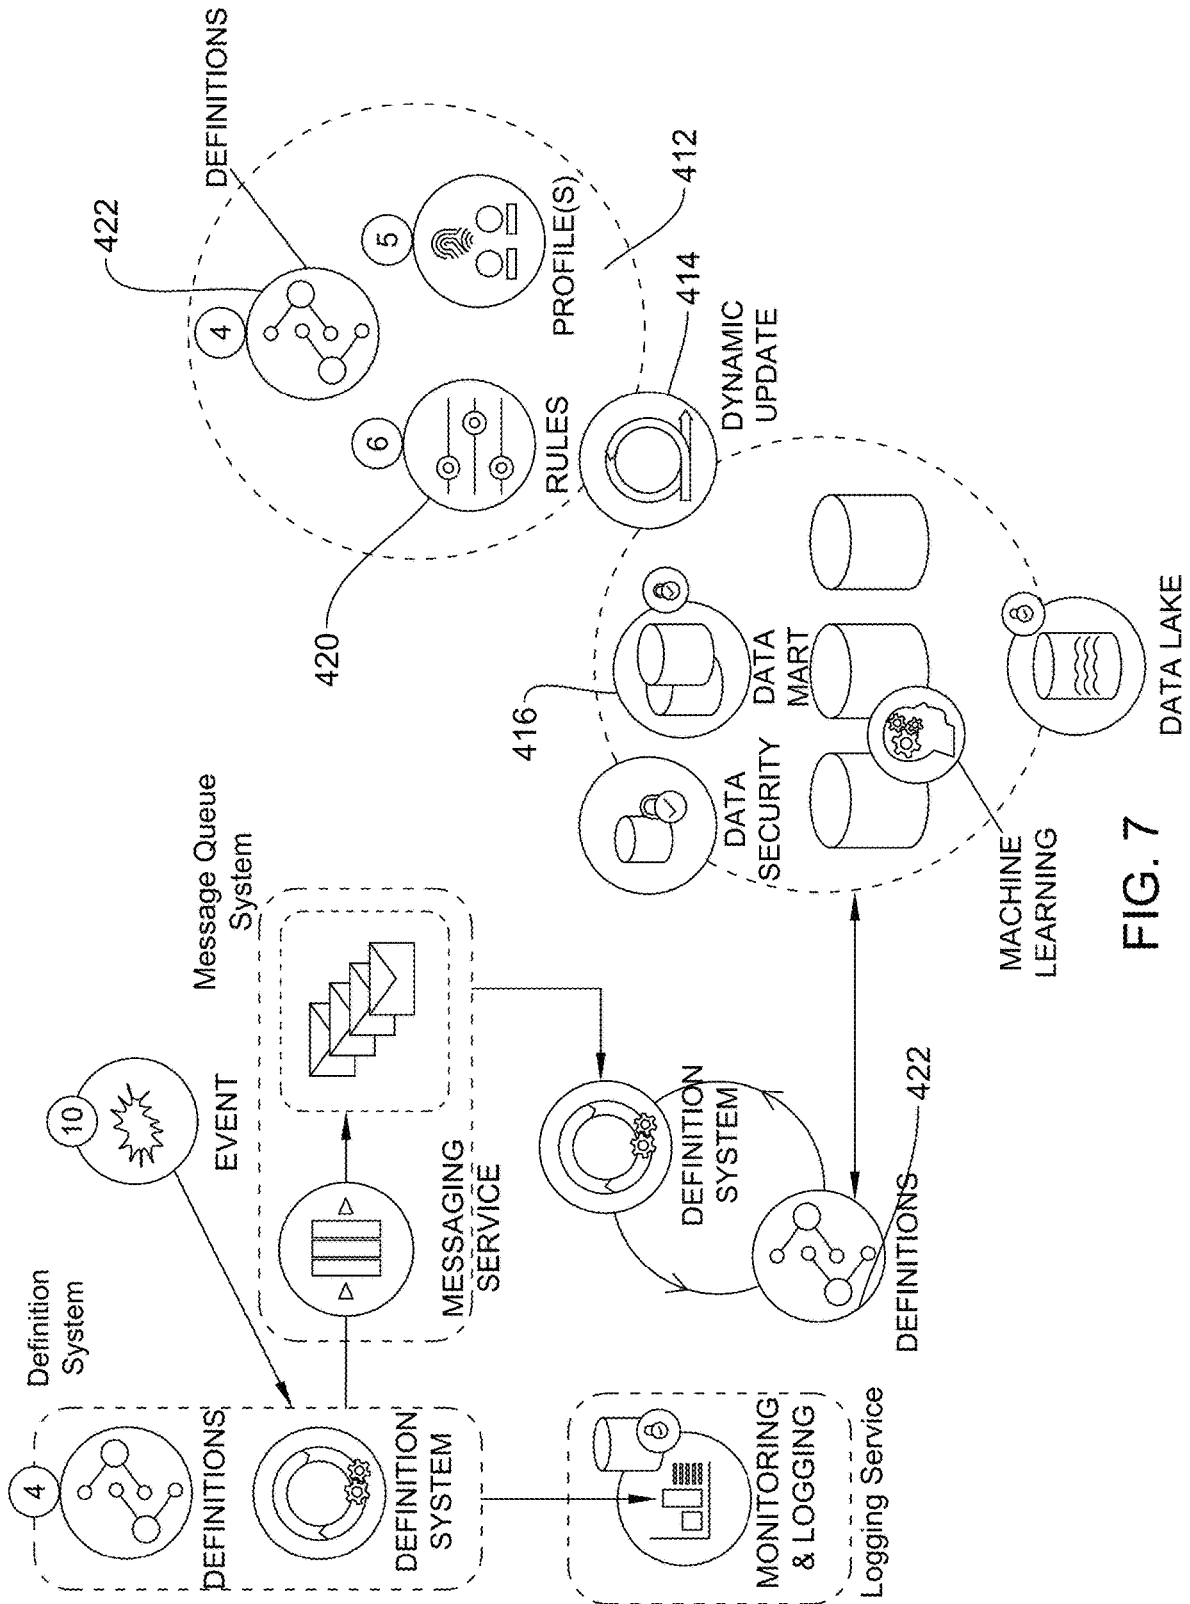 Definition
System
4
DEFINITIONS
DEFINITION
SYSTEM
10
EVENT
Message Queue
System
MESSAGING
SERVICE
MONITORING
& LOGGING
Logging Service
DEFINITION
SYSTEM
DEFINITIONS
422
422
4
DEFINITIONS
5
PROFILE(S)
6
RULES
420
412
414
DYNAMIC
UPDATE
416
DATA
MART
DATA
SECURITY
MACHINE
LEARNING
DATA LAKE
FIG. 7